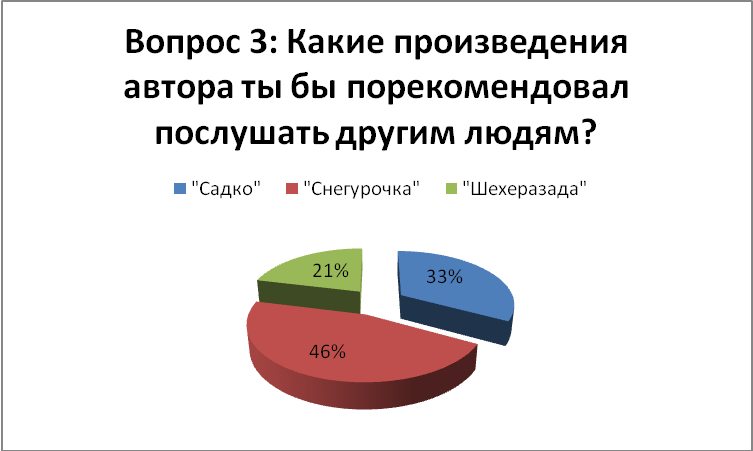 Вопрос 3: Какие произведения
автора ты бы порекомендовал
послушать другим людям?
"Садко" "Снегурочка" "Шехеразада"
21%
33%
46%